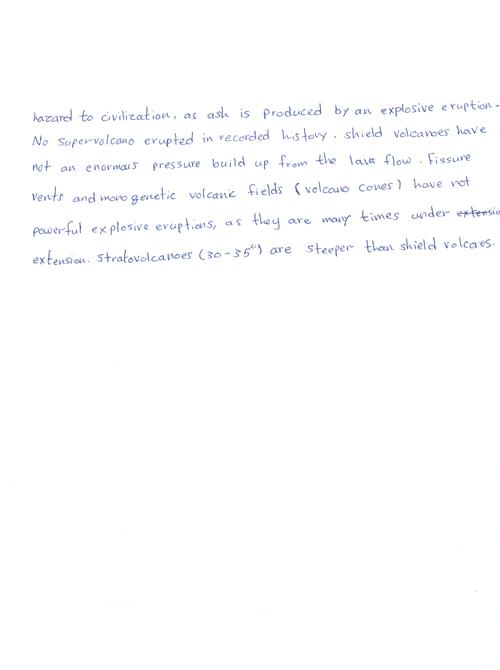 hazard to civilization, as ash is produced by an explosive eruption.
No supervolcano erupted in recorded history. shield volcanoes have
not an enormous pressure build up from the lava flow. Fissure
vents and monogenetic volcanic fields (volcano cones) have not
powerful explosive eruptions, as they are many times under extensio
extension. Stratovolcanoes (30-35°) are steeper than shield volcaes.